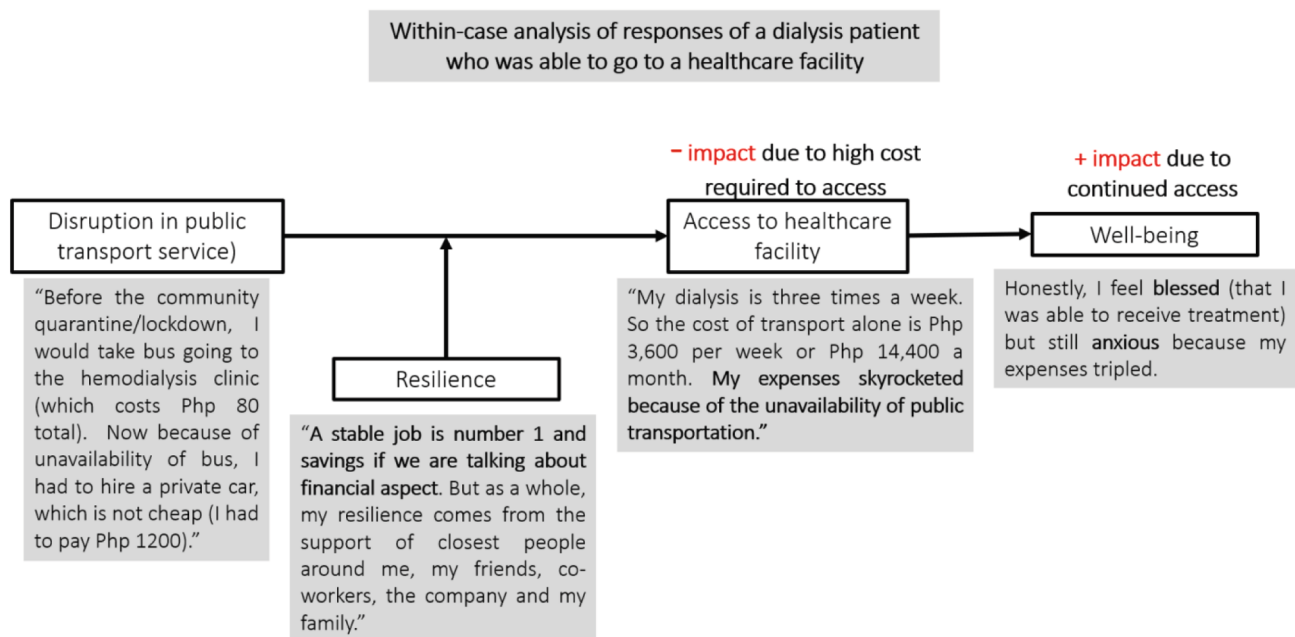 Within-case analysis of responses of a dialysis patient
who was able to go to a healthcare facility
− impact due to high cost
required to access
+ impact due to
continued access
Disruption in public
transport service)
Access to healthcare
facility
Well-being
“Before the community
quarantine/lockdown, I
would take bus going to
the hemodialysis clinic
(which costs Php 80
total). Now because of
unavailability of bus, I
had to hire a private car,
which is not cheap (I had
to pay Php 1200).”
Resilience
“A stable job is number 1 and
savings if we are talking about
financial aspect. But as a whole,
my resilience comes from the
support of closest people
around me, my friends, co-
workers, the company and my
family.”
“My dialysis is three times a week.
So the cost of transport alone is Php
3,600 per week or Php 14,400 a
month. My expenses skyrocketed
because of the unavailability of public
transportation.”
Honestly, I feel blessed (that I
was able to receive treatment)
but still anxious because my
expenses tripled.